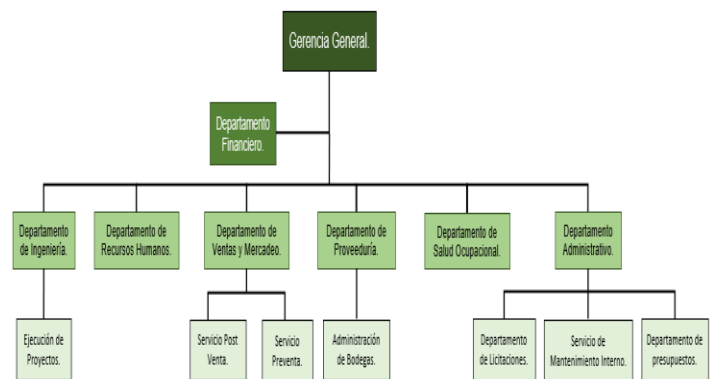 Gerencia General.
Departamento
Financiero.
Departamento
de Ingeniería.
Departamento de
Recursos Humanos.
Departamento de
Ventas y Mercadeo.
Departamento de
Proveeduría.
Departamento de
Salud Ocupacional.
Departamento
Administrativo.
Ejecución de
Proyectos.
Servicio Post
Venta.
Servicio
Preventa.
Administración
de Bodegas.
Departamento
de Licitaciones.
Servicio de
Mantenimiento Interno.
Departamento de
presupuestos.